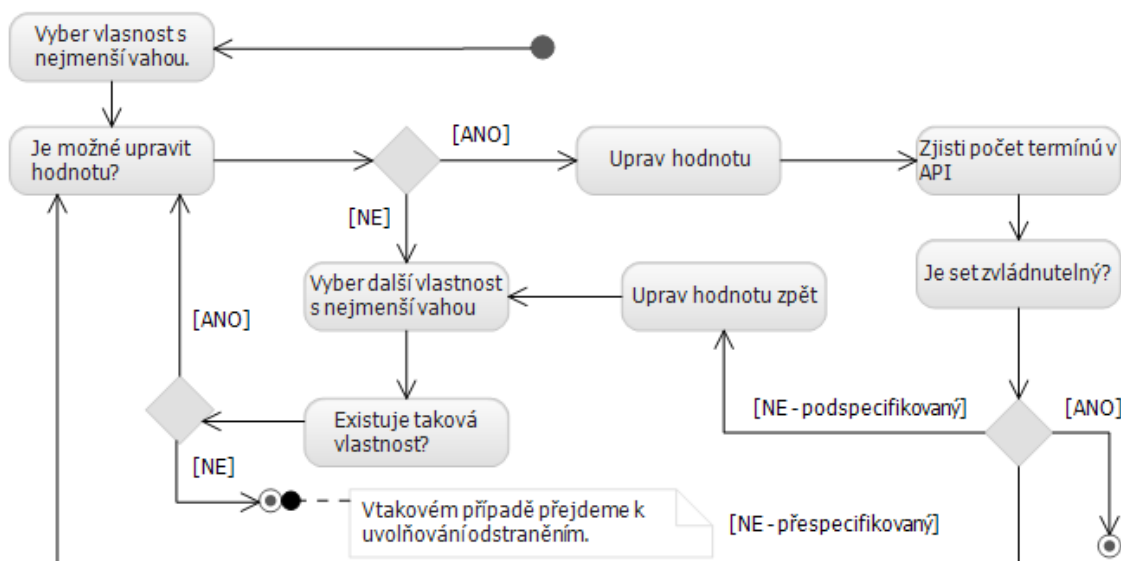 Vyber vlasnost s
nejmenší vahou.
Je možné upravit
hodnotu?
[ANO]
Uprav hodnotu
Zjisti počet termínú v
API
[NE]
Je set zvládnutelný?
Vyber další vlastnost
s nejmenší vahou
Uprav hodnotu zpět
[ANO]
[NE - podspecifikovaný]
[ANO]
Existuje taková
vlastnost?
[NE]
V takovém případě přejdeme k
uvolňování odstraněním.
[NE - přespecifikovaný]